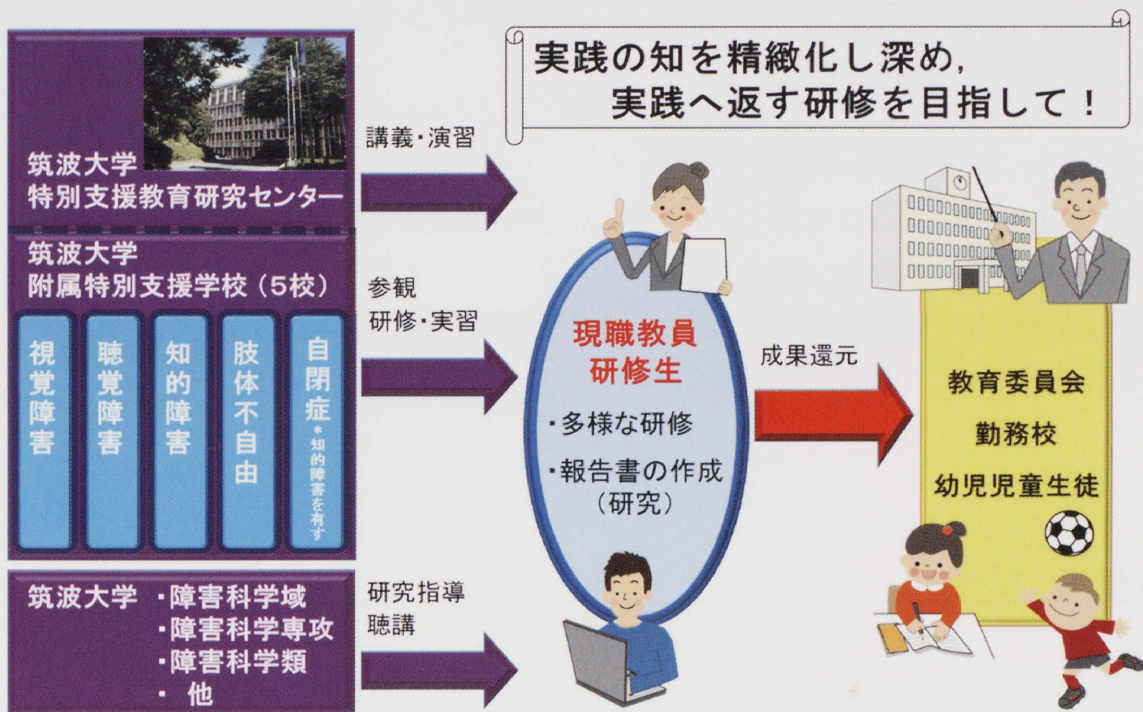 実践の知を精緻化し深め,
実践へ返す研修を目指して!
筑波大学
特別支援教育研究センター
講義・演習
筑波大学
附属特別支援学校(5校)
視覚障害
聴覚障害
知的障害
肢体不自由
自閉症*知的障害を有す
参観
研修・実習
現職教員
研修生
・多様な研修
・報告書の作成
(研究)
成果還元
教育委員会
勤務校
幼児児童生徒
筑波大学 ・障害科学域
・障害科学専攻
・障害科学類
・ 他
研究指導
聴講